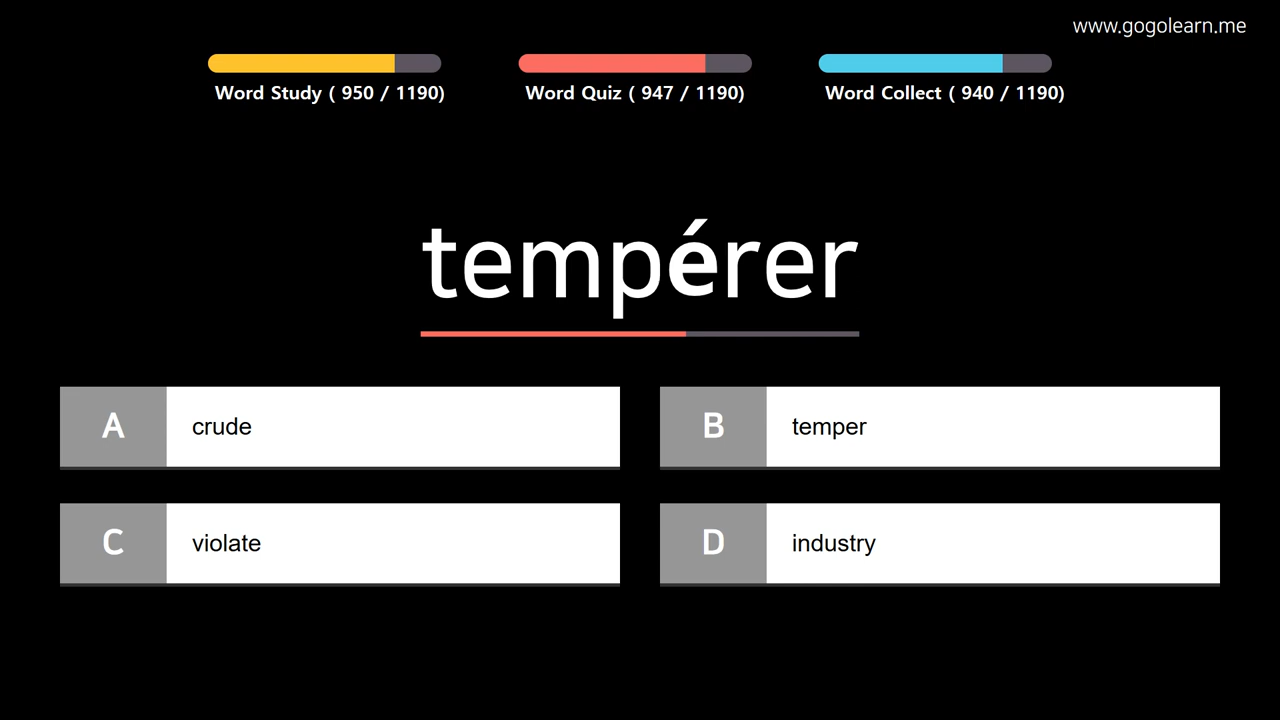 www.gogolearn.me
Word Study ( 950 / 1190)
Word Quiz ( 947 / 1190)
Word Collect ( 940 / 1190)
tempérer
A crude
B temper
C violate
D industry